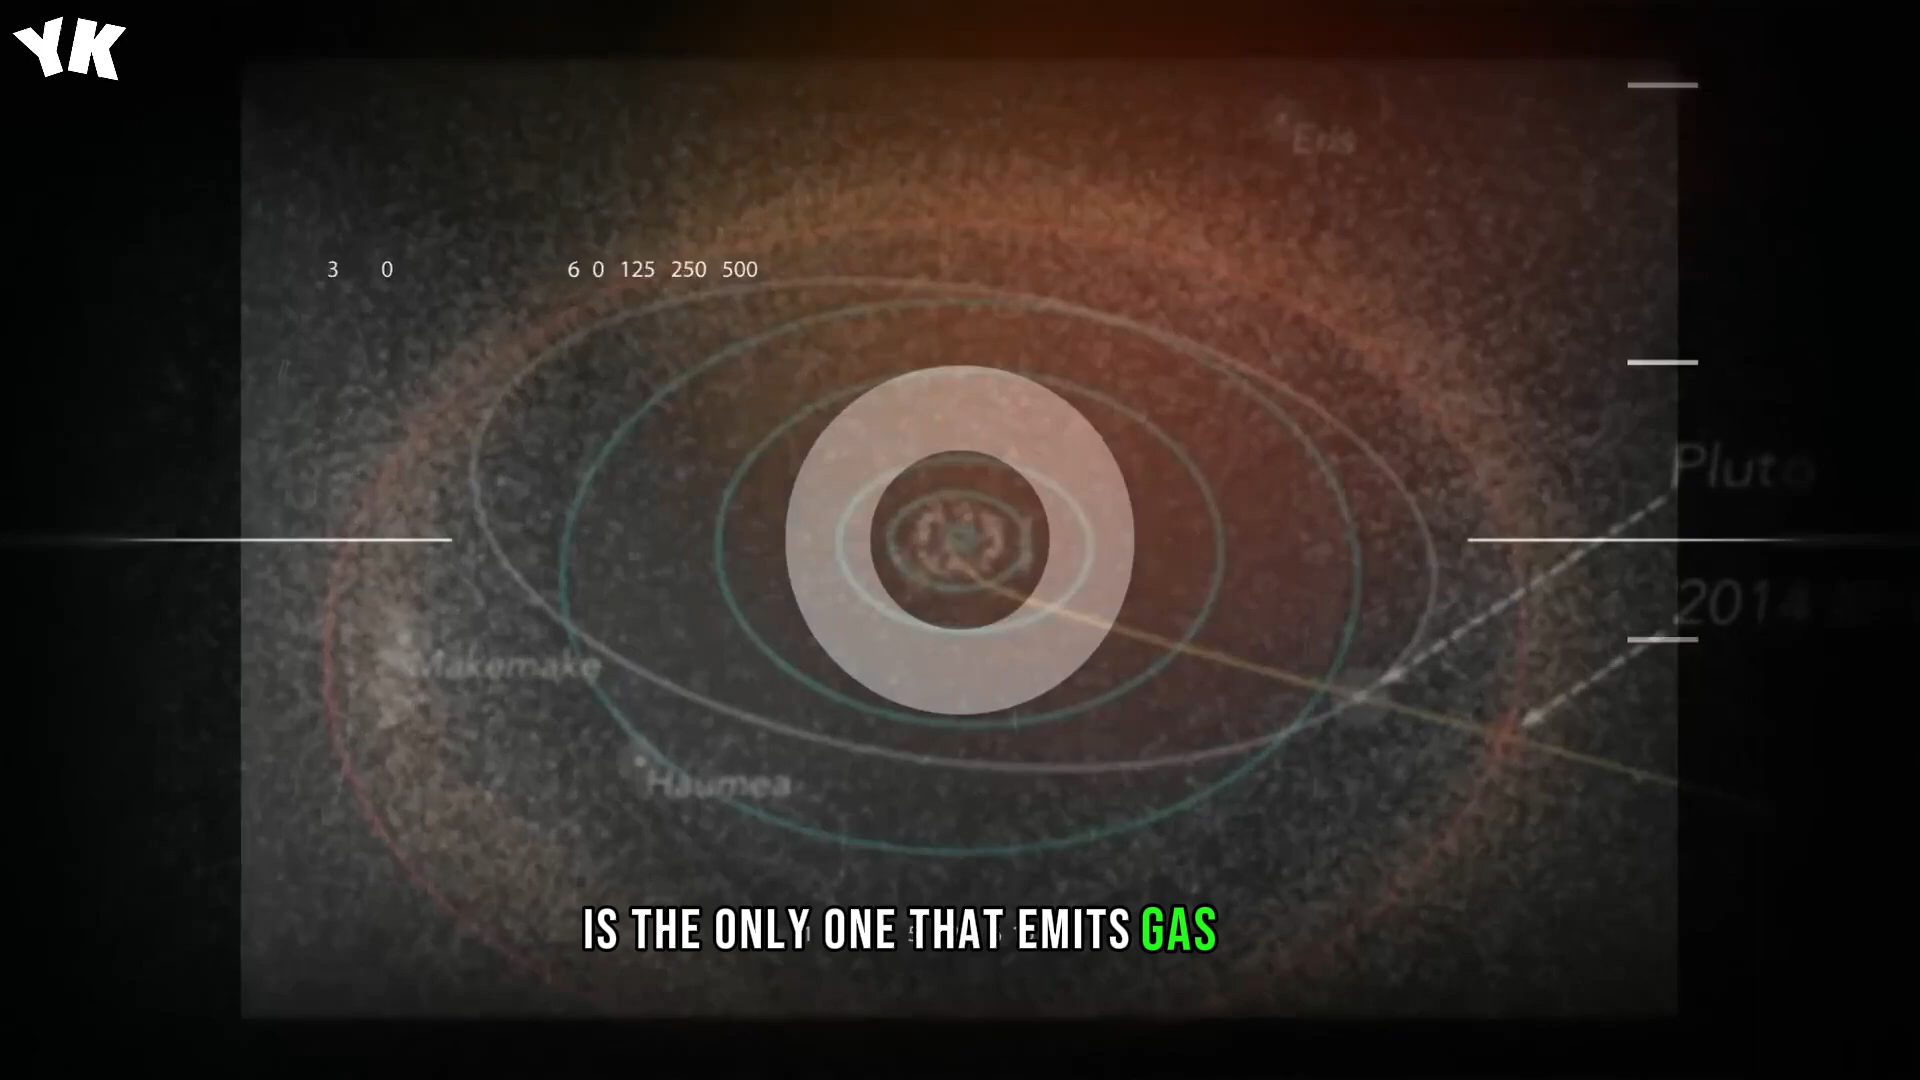 YK
Eris
3 0 6 0 125 250 500
Pluto
2014
Makemake
Haumea
IS THE ONLY ONE THAT EMITS GAS